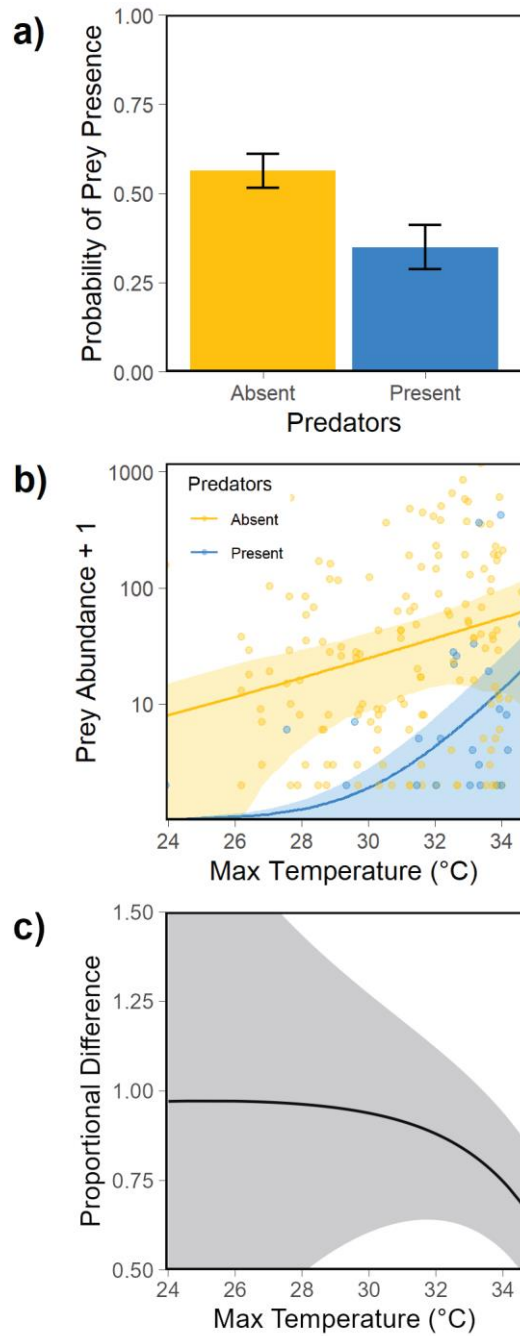 a)
Probability of Prey Presence
1.00
0.75
0.50
0.25
0.00
Absent Present
Predators
b)
Prey Abundance + 1
1000
100
10
Predators
Absent
Present
24 26 28 30 32 34
Max Temperature (°C)
c)
Proportional Difference
1.50
1.25
1.00
0.75
0.50
24 26 28 30 32 34
Max Temperature (°C)